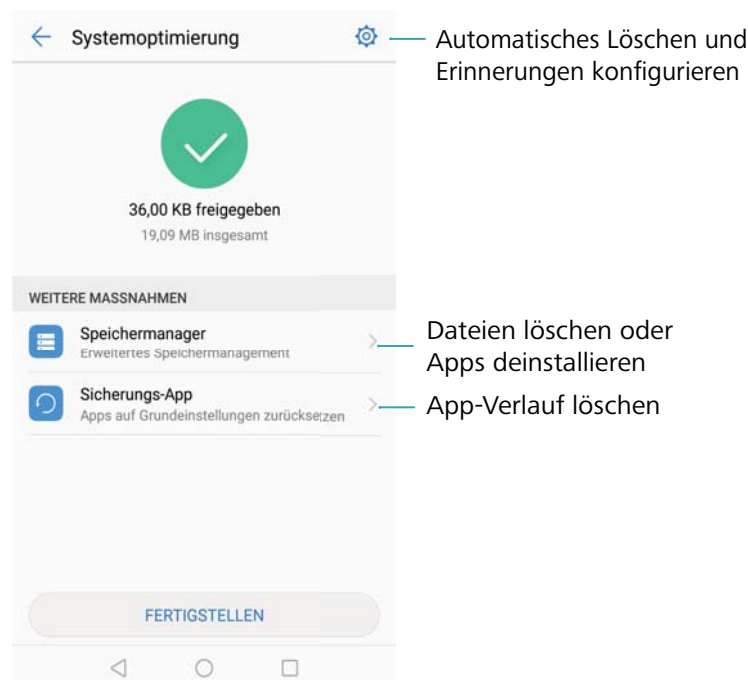 Systemoptimierung
Automatisches Löschen und
Erinnerungen konfigurieren
36,00 KB freigegeben
19,09 MB insgesamt
WEITERE MASSNAHMEN
Speichermanager
Erweitertes Speichermanagement
Dateien löschen oder
Apps deinstallieren
Sicherungs-App
Apps auf Grundeinstellungen zurücksetzen
App-Verlauf löschen
FERTIGSTELLEN